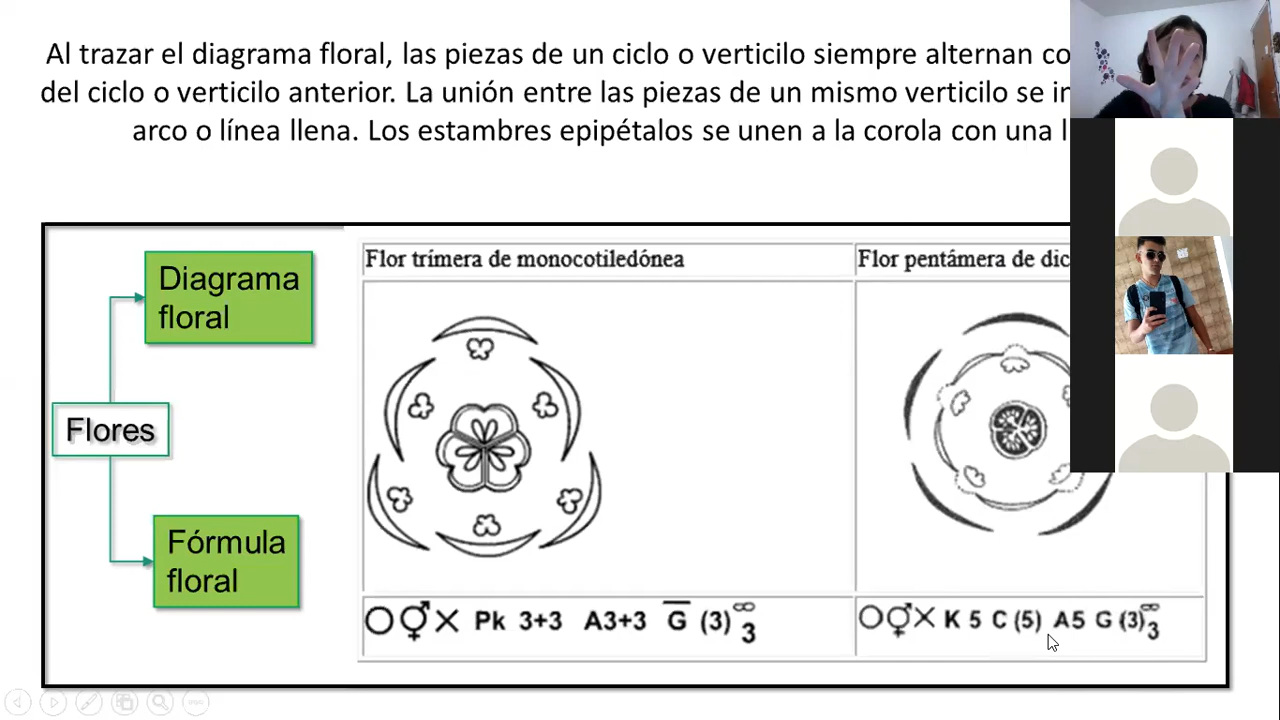 Al trazar el diagrama floral, las piezas de un ciclo o verticilo siempre alternan
del ciclo o verticilo anterior. La unión entre las piezas de un mismo verticilo se
arco o línea llena. Los estambres epipétalos se unen a la corola con una
Diagrama
floral
Flores
Fórmula
floral
Flor trímera de monocotiledónea
Flor pentámera de
○⚥✕ Pk 3+3 A3+3 G̅ (3)∞3
○⚥✕ K 5 C (5) A5 G (3)∞3